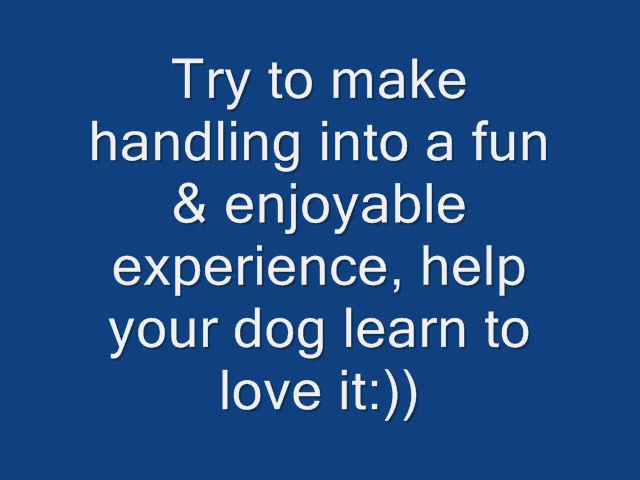 Try to make
handling into a fun
& enjoyable
experience, help
your dog learn to
love it:))